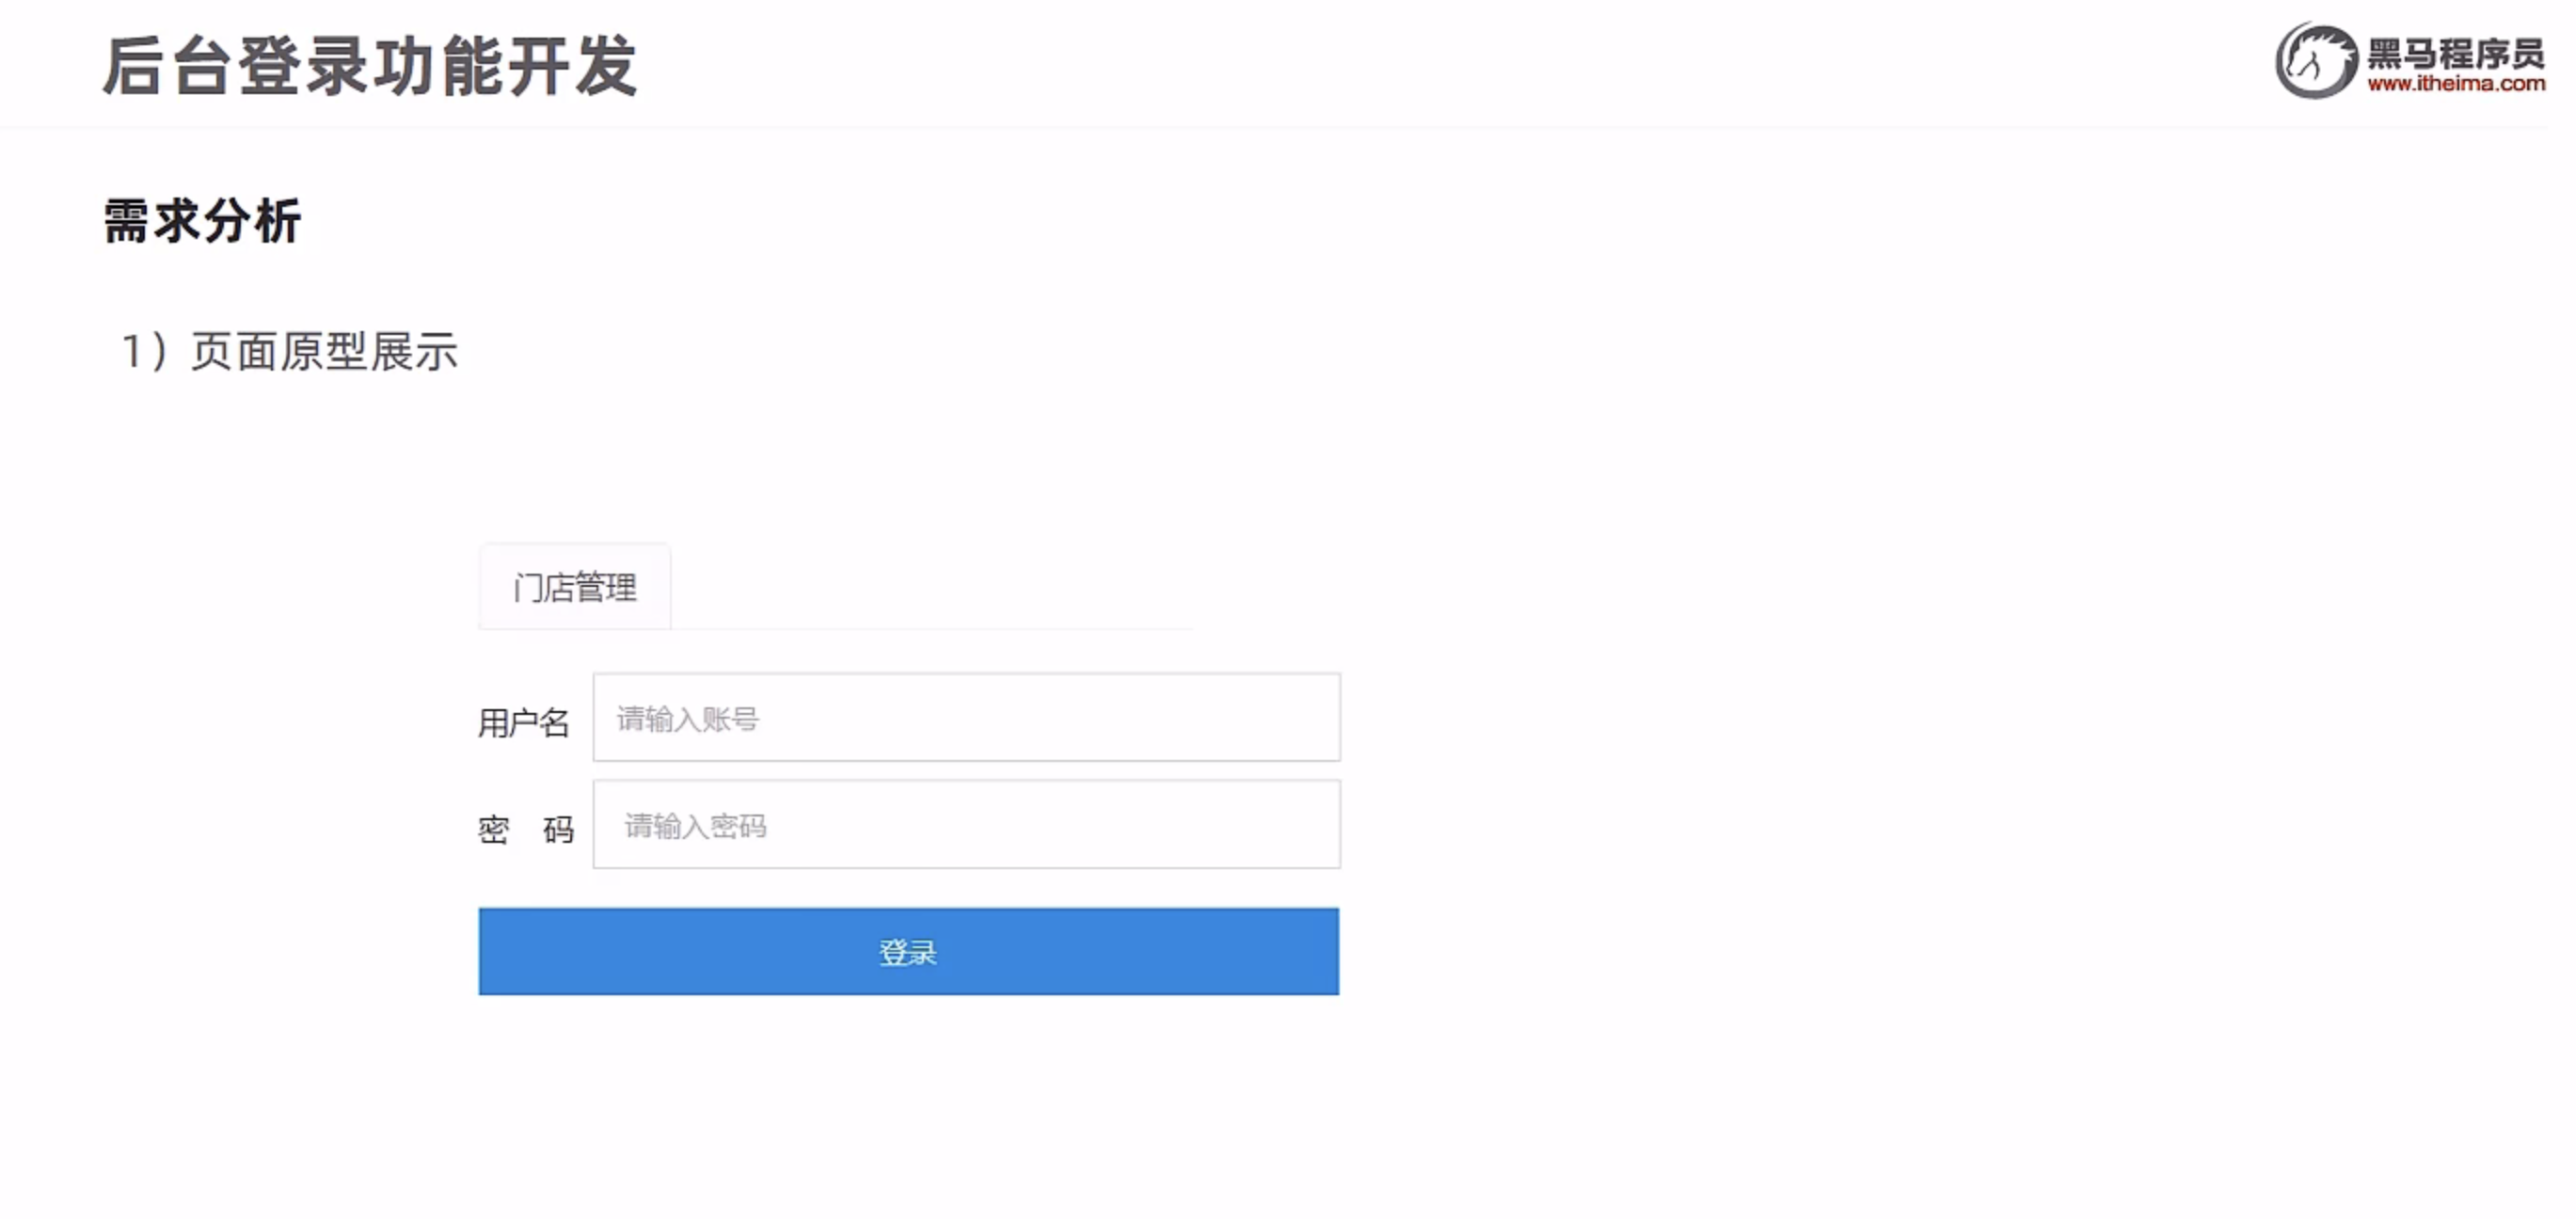 后台登录功能开发
黑马程序员
www.itheima.com
需求分析
1）页面原型展示
门店管理
用户名 请输入账号
密 码 请输入密码
登录